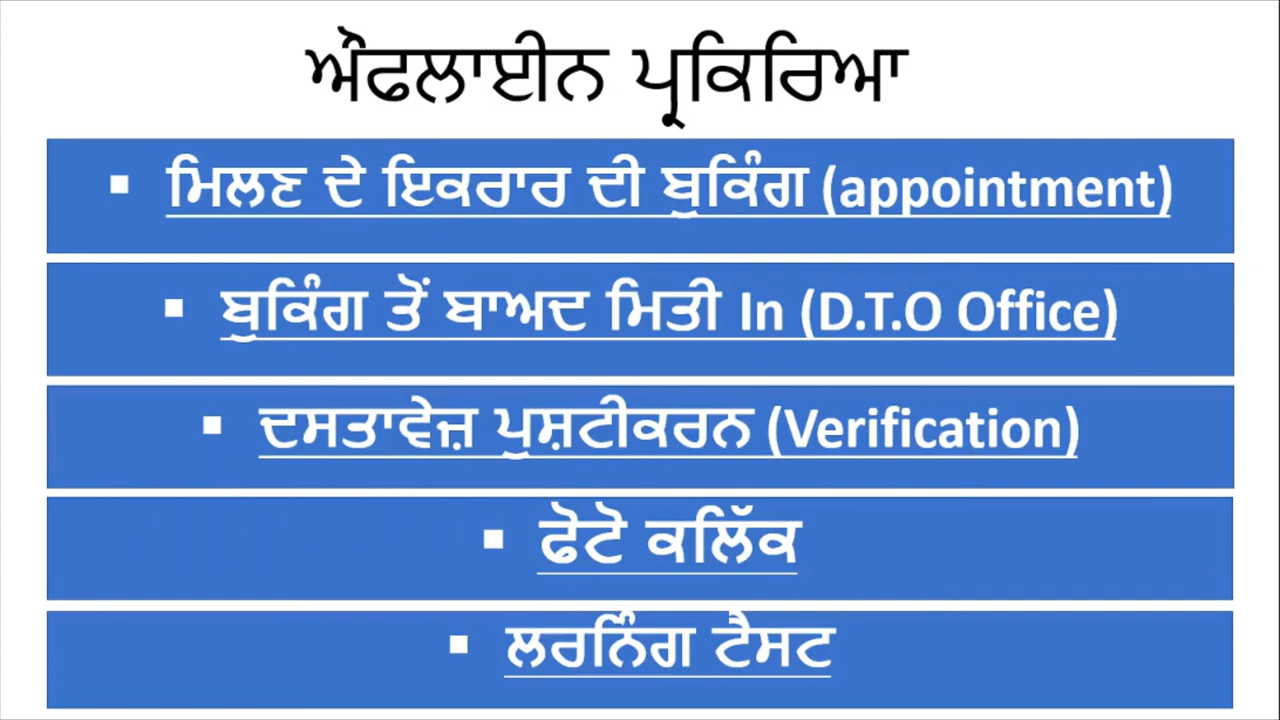 ਔਫਲਾਈਨ ਪ੍ਰਕਿਰਿਆ
▪ ਮਿਲਣ ਦੇ ਇਕਰਾਰ ਦੀ ਬੁਕਿੰਗ (appointment)
▪ ਬੁਕਿੰਗ ਤੋਂ ਬਾਅਦ ਮਿਤੀ In (D.T.O Office)
▪ ਦਸਤਾਵੇਜ਼ ਪੁਸ਼ਟੀਕਰਨ (Verification)
▪ ਫੋਟੋ ਕਲਿੱਕ
▪ ਲਰਨਿੰਗ ਟੈਸਟ